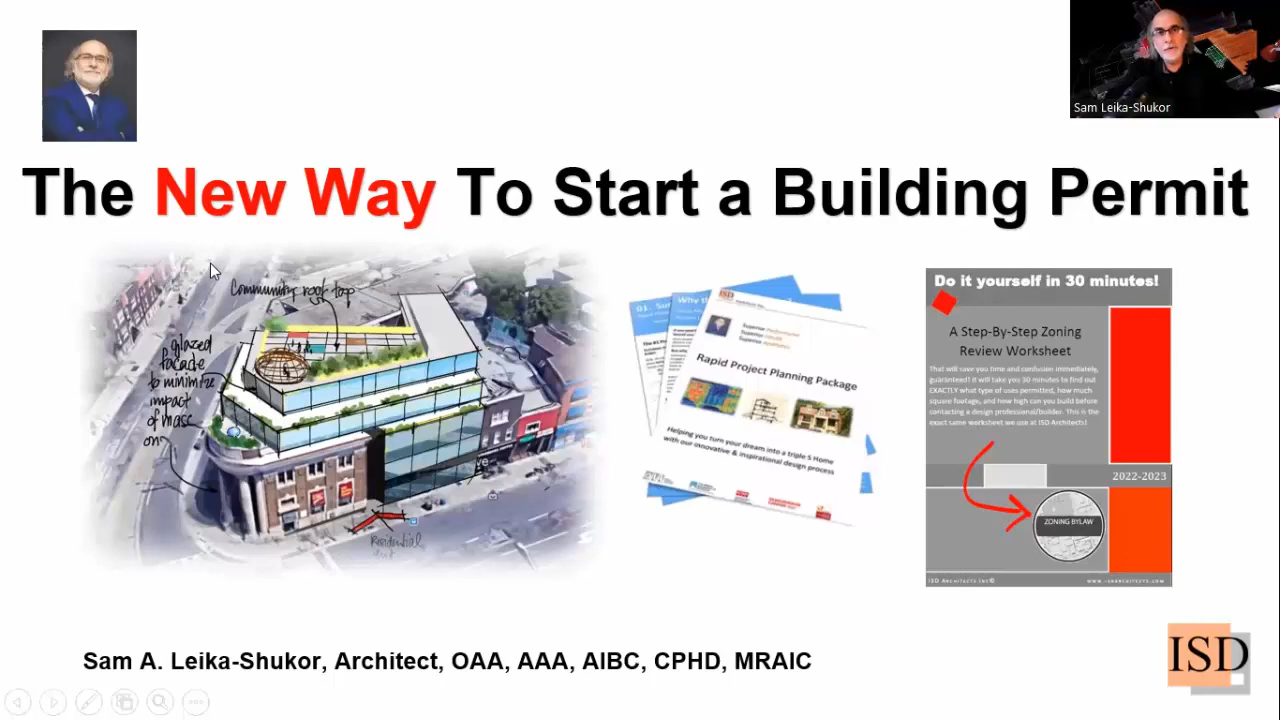 Sam Leika-Shukor
The New Way To Start a Building Permit
Community roof top
glazed
facade
to minimize
impact
of mass
on
Residential
ISD
Superior
Superior
Superior
Rapid Project Planning Package
Helping you turn your dream into a triple S Home
with our innovative & inspirational design process
Do it yourself in 30 minutes!
A Step-By-Step Zoning
Review Worksheet
That will save you time and confusion immediately,
guaranteed! It will take you 30 minutes to find out
EXACTLY what type of uses permitted, how much
square footage, and how high can you build before
contacting a design professional/builder. This is the
exact same worksheet we use at ISD Architects!
2022-2023
ZONING BYLAW
ISD ARCHITECTS INC©
Sam A. Leika-Shukor, Architect, OAA, AAA, AIBC, CPHD, MRAIC
ISD